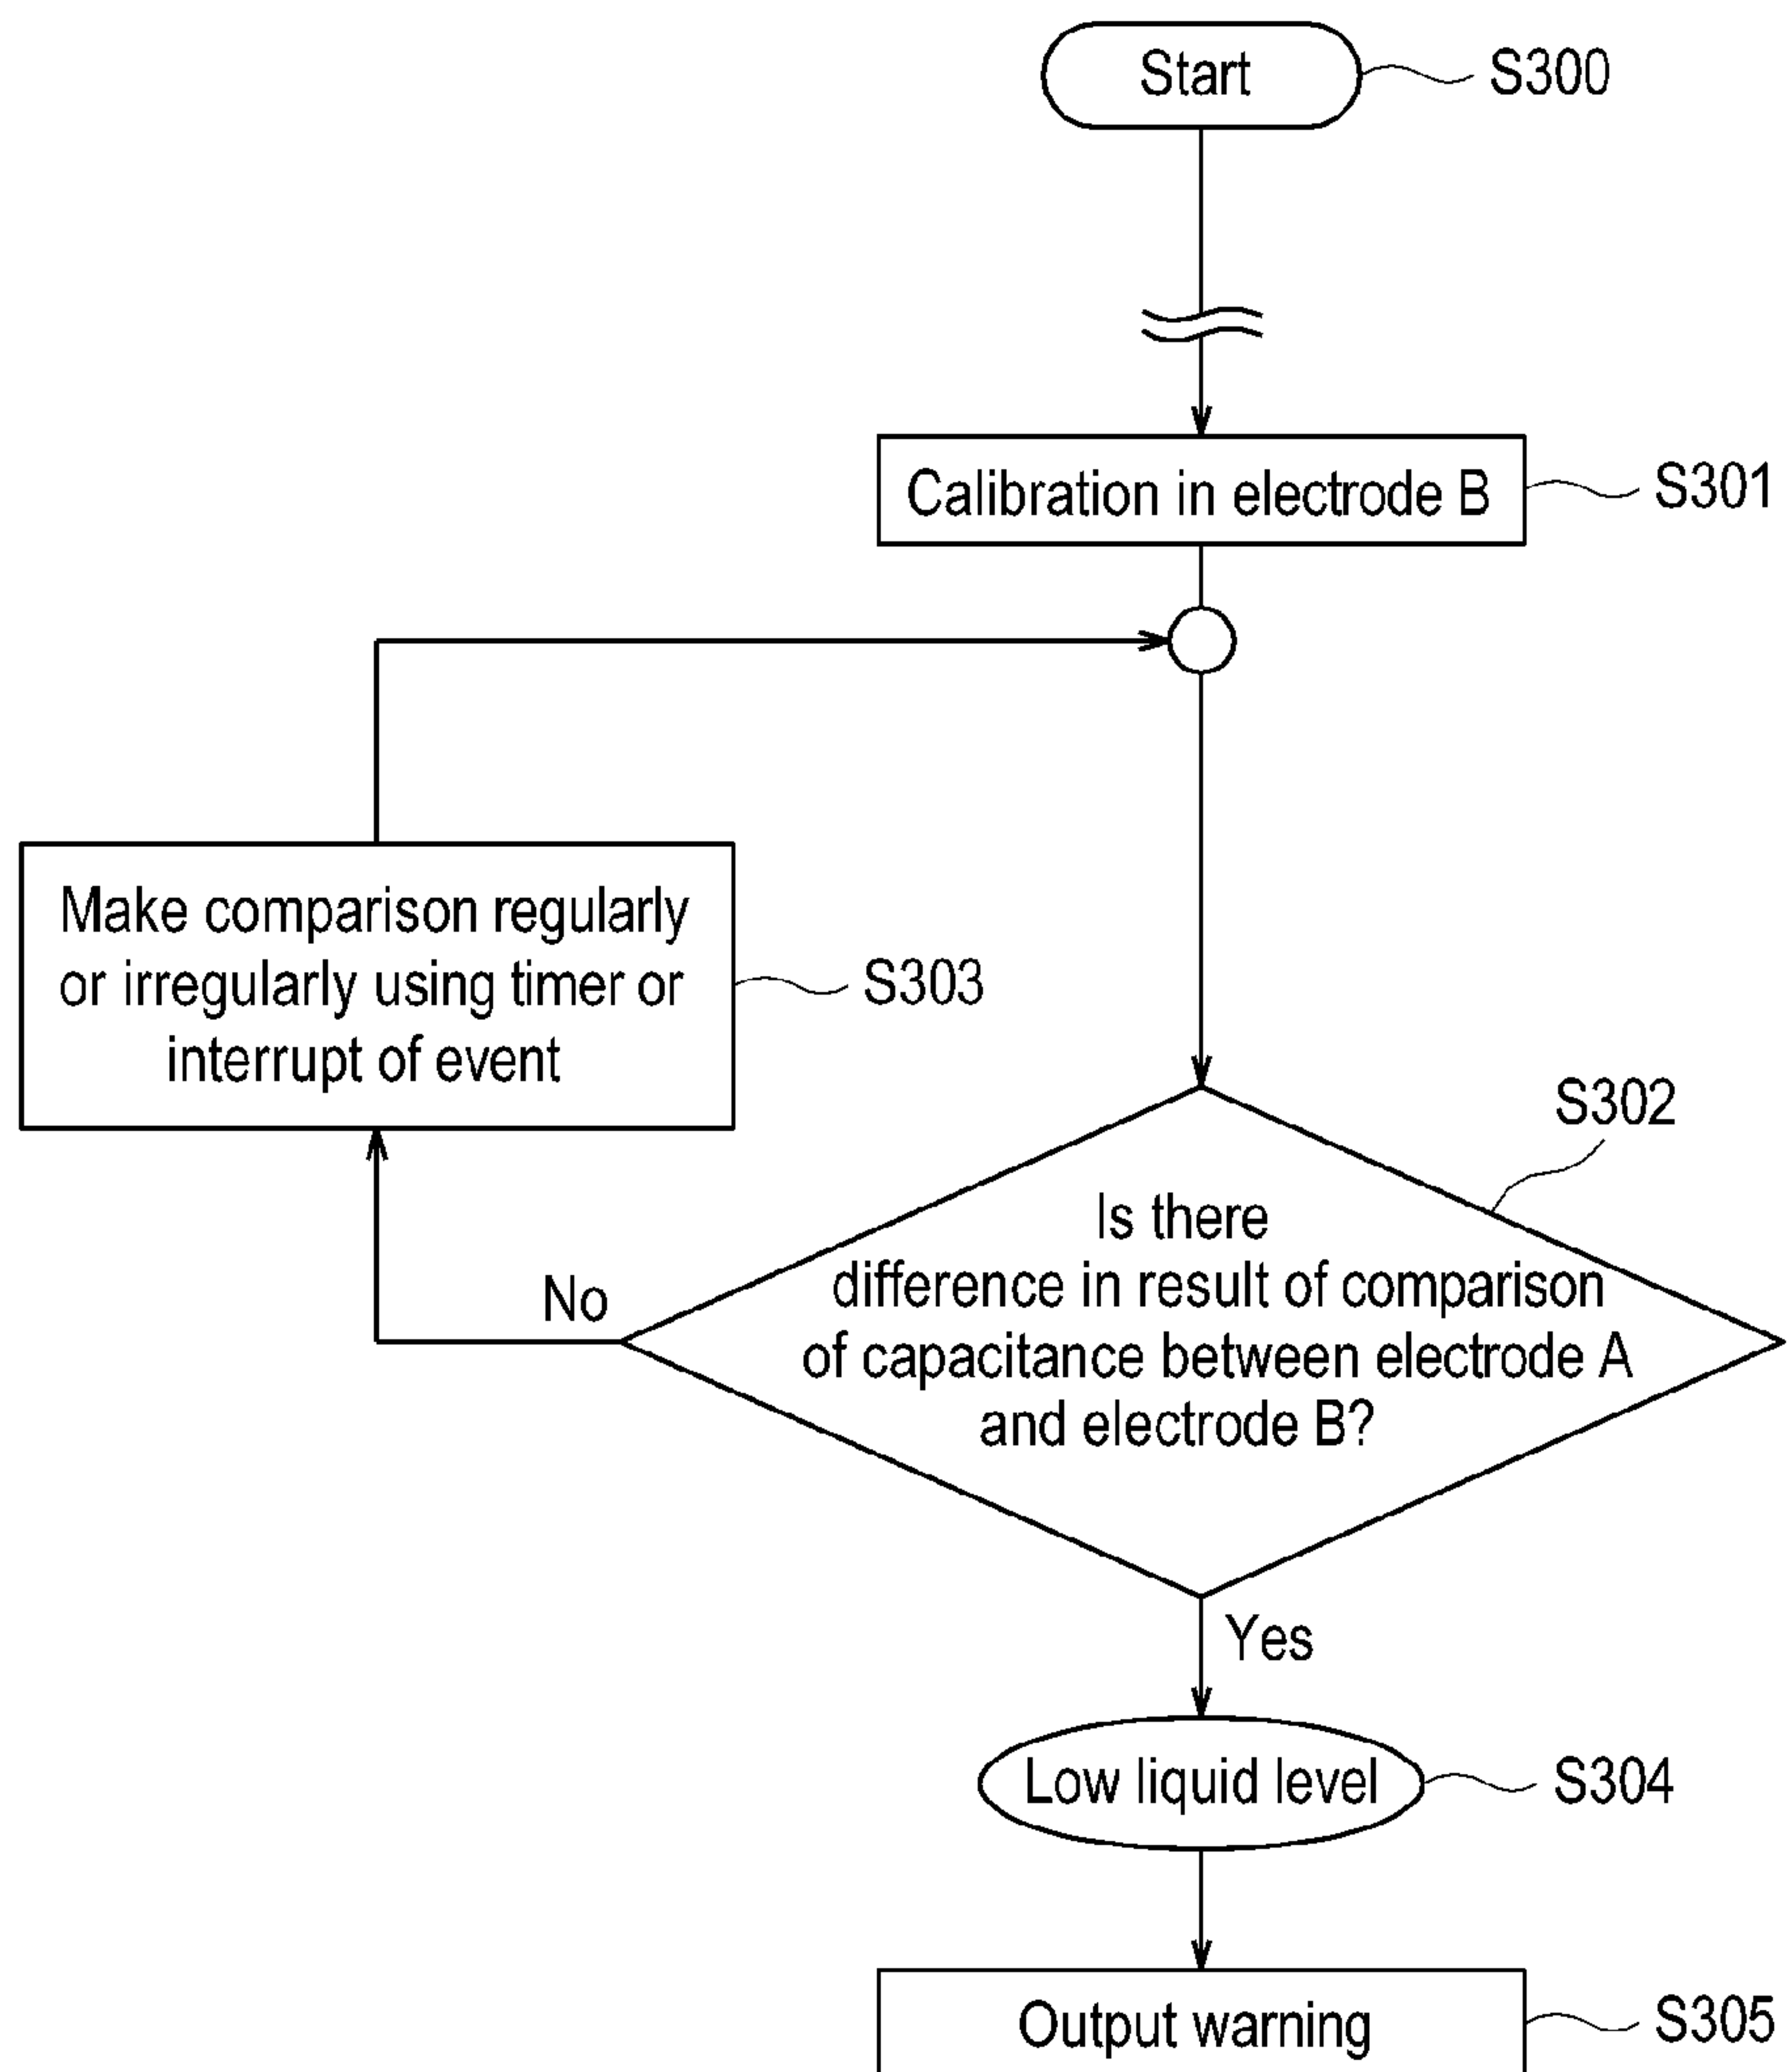 Start
S300
Calibration in electrode B
S301
Make comparison regularly
or irregularly using timer or
interrupt of event
S303
S302
Is there
difference in result of comparison
of capacitance between electrode A
and electrode B?
No
Yes
Low liquid level
S304
Output warning
S305